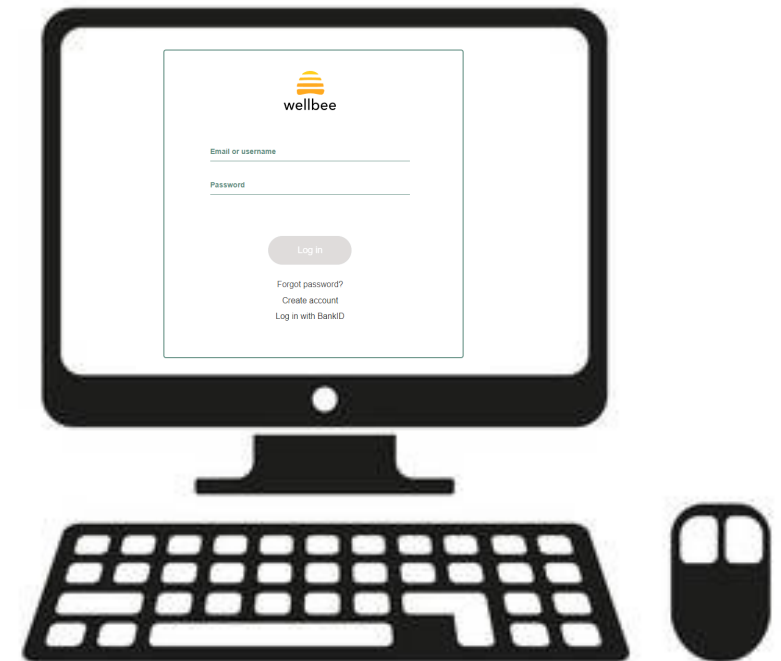 wellbee
Email or username
Password
Log in
Forgot password?
Create account
Log in with BankID